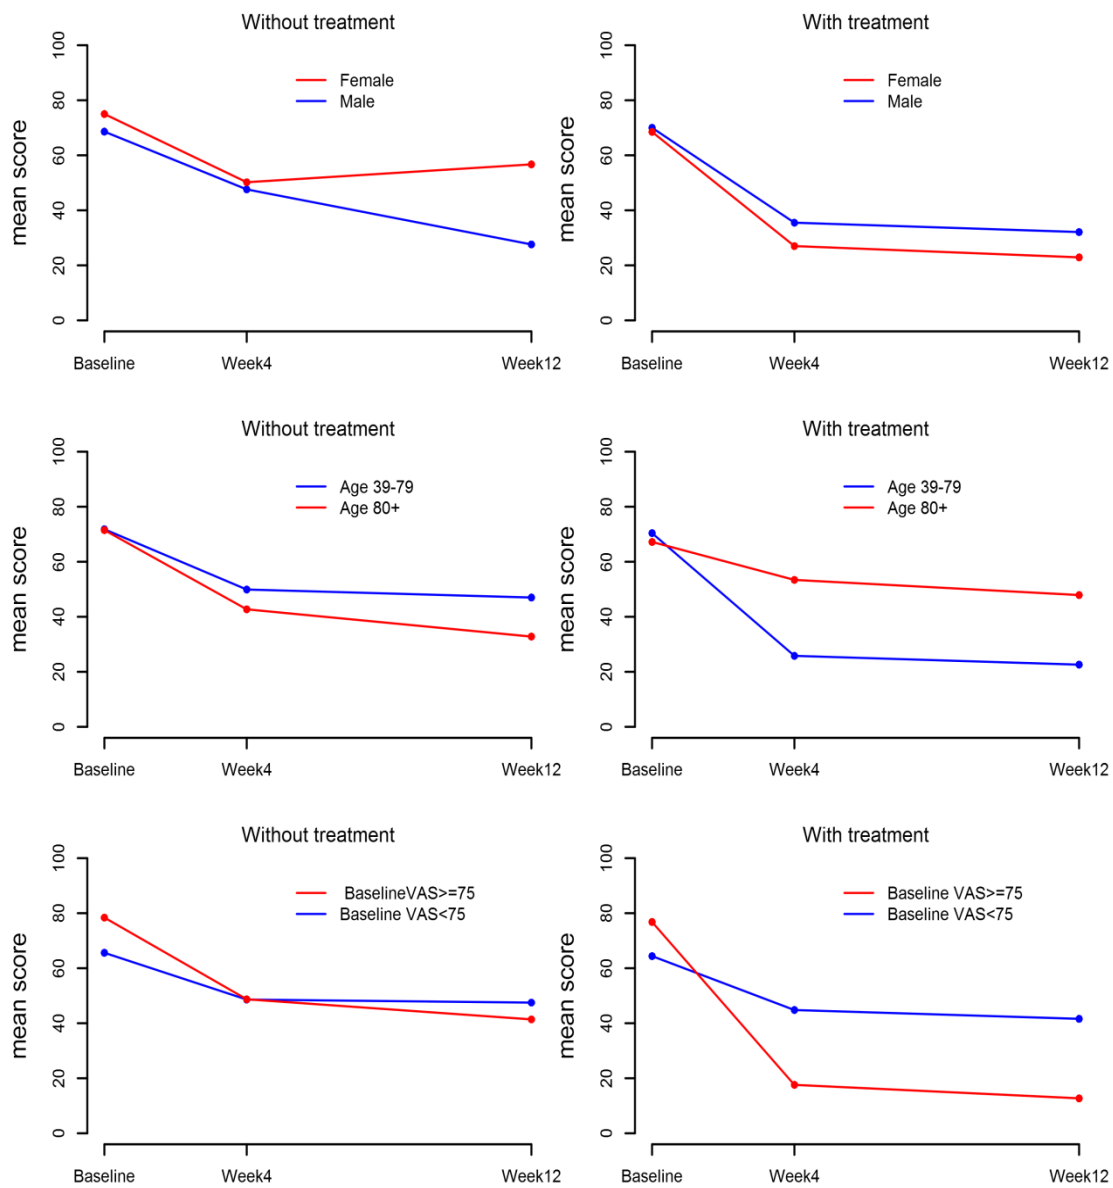 Without treatment
mean score
0 20 40 60 80 100
Female
Male
Baseline Week4 Week12
With treatment
mean score
0 20 40 60 80 100
Female
Male
Baseline Week4 Week12
Without treatment
mean score
0 20 40 60 80 100
Age 39-79
Age 80+
Baseline Week4 Week12
With treatment
mean score
0 20 40 60 80 100
Age 39-79
Age 80+
Baseline Week4 Week12
Without treatment
mean score
0 20 40 60 80 100
BaselineVAS>=75
Baseline VAS<75
Baseline Week4 Week12
With treatment
mean score
0 20 40 60 80 100
Baseline VAS>=75
Baseline VAS<75
Baseline Week4 Week12